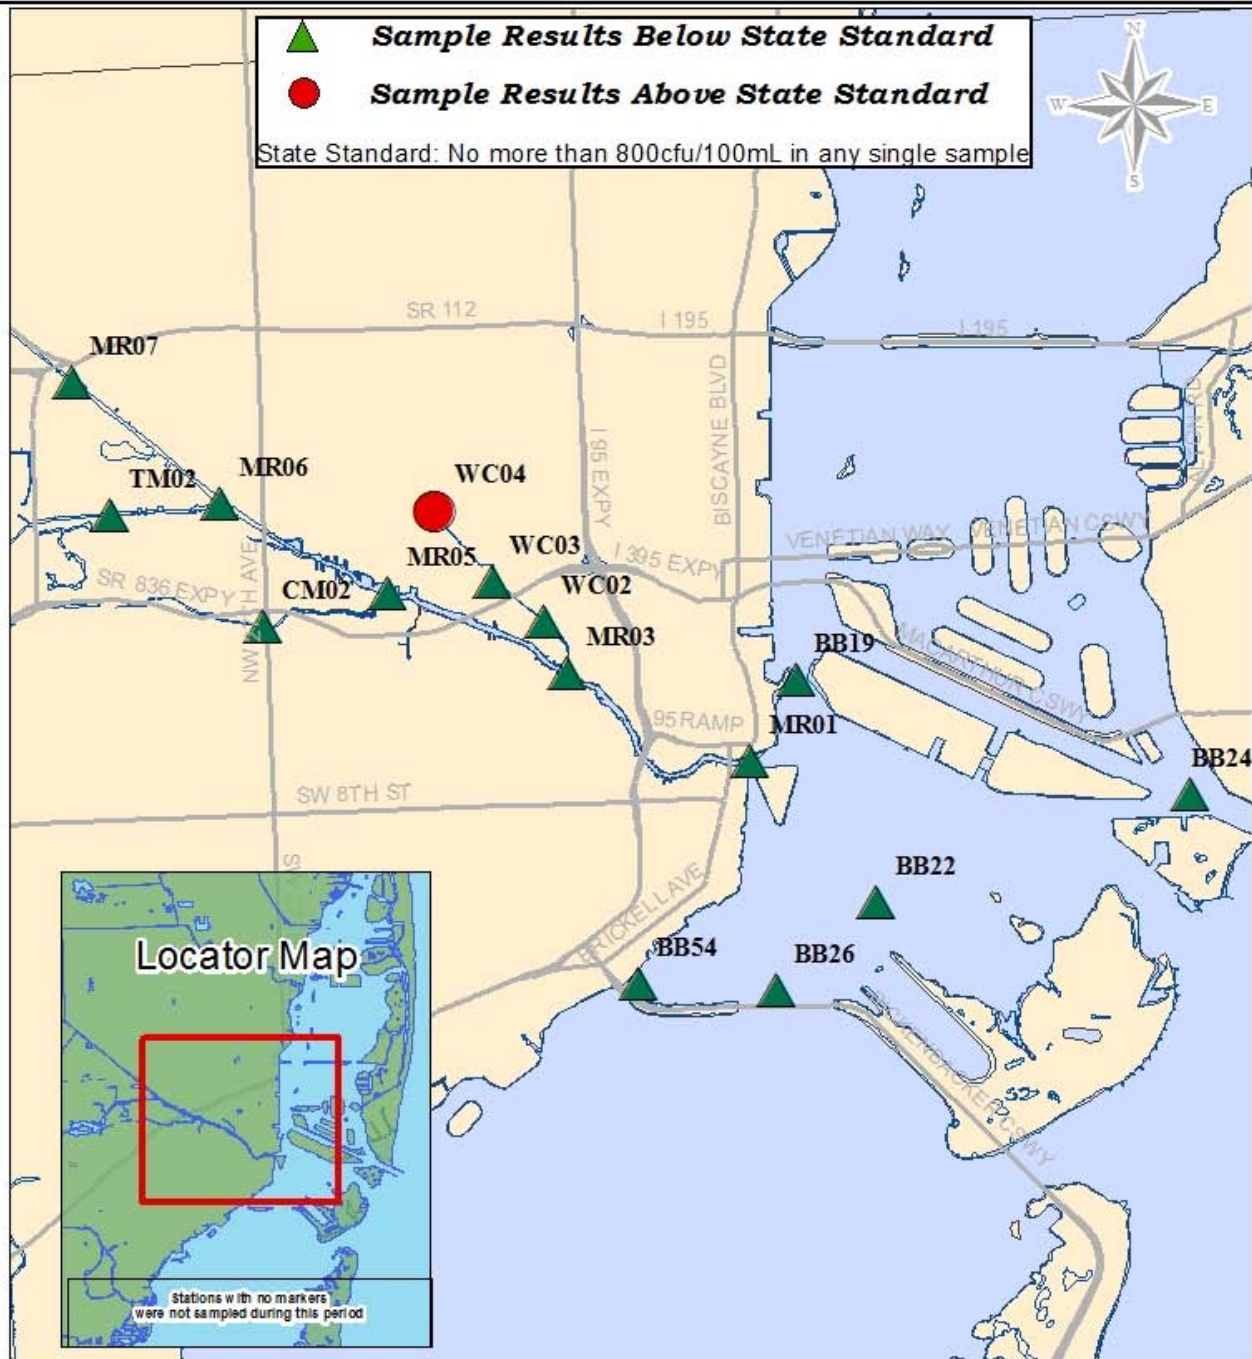 Sample Results Below State Standard
Sample Results Above State Standard
State Standard: No more than 800cfu/100mL in any single sample
N
W
E
S
SR 112
I 195
I 195
MR07
BISCAYNE BLVD
ALTON RD
I 95 EXPY
TM02
MR06
WC04
MR05
WC03
VENETIAN WAY
VENETIAN CSWY
I 395 EXPY
SR 836 EXPY
CM02
WC02
MR03
BB19
MACARTHUR CSWY
95 RAMP
MR01
BB24
SW 8TH ST
BB22
BRICKELL AVE
BB54
BB26
Locator Map
Stations with no markers
were not sampled during this period